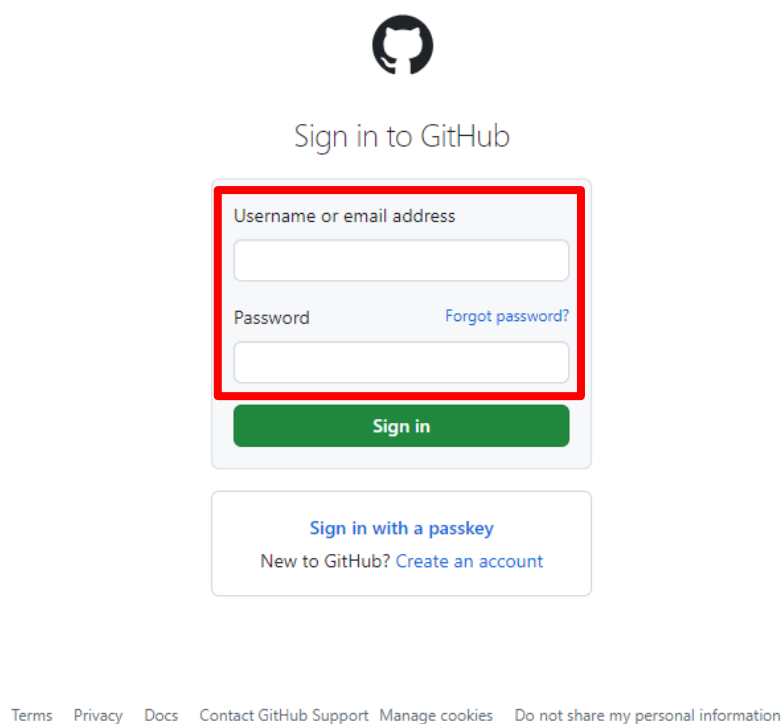 Sign in to GitHub
Username or email address
Password Forgot password?
Sign in
Sign in with a passkey
New to GitHub? Create an account
Terms Privacy Docs Contact GitHub Support Manage cookies Do not share my personal information